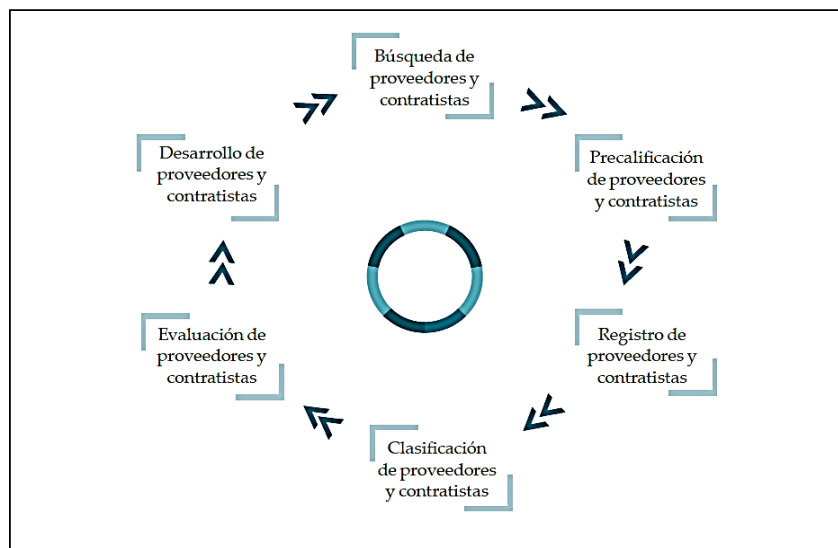 Búsqueda de
proveedores y
contratistas
Precalificación
de proveedores
y contratistas
Registro de
proveedores y
contratistas
Clasificación
de proveedores
y contratistas
Evaluación de
proveedores y
contratistas
Desarrollo de
proveedores y
contratistas